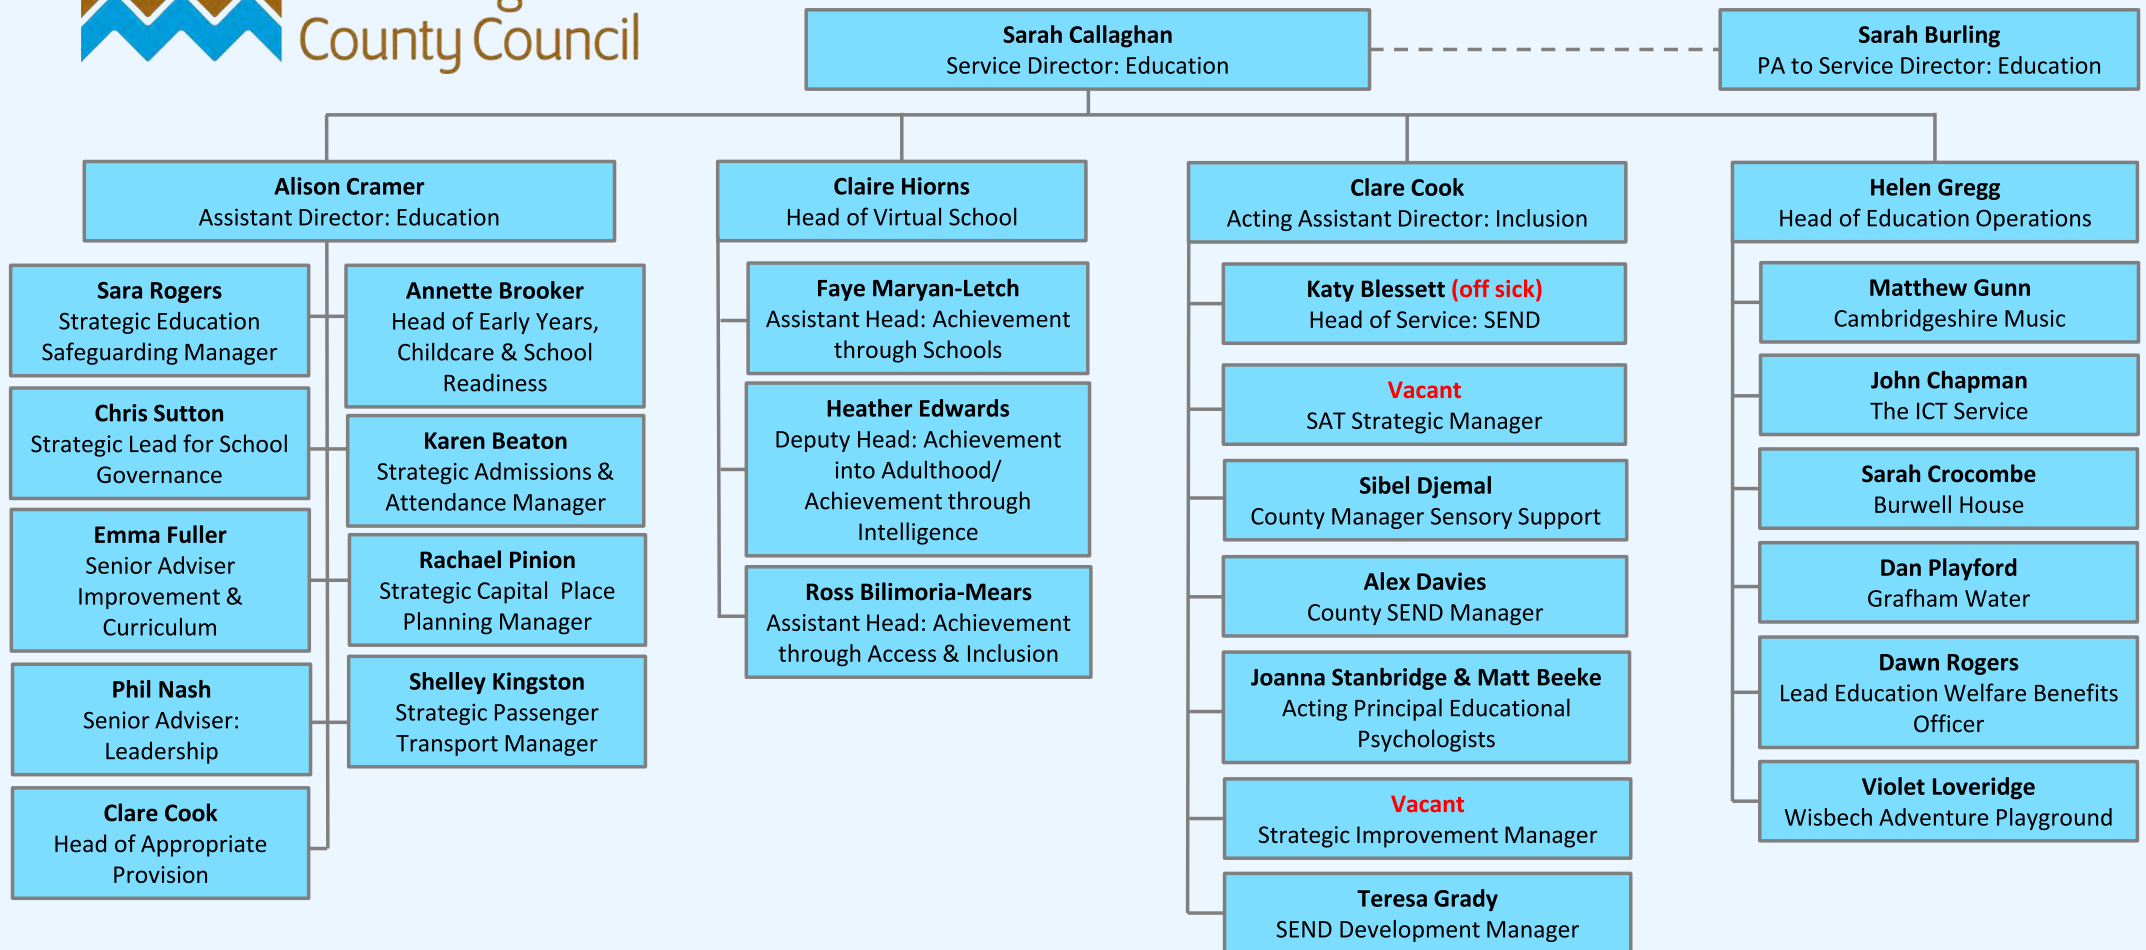 County Council
Sarah Callaghan
Service Director: Education
Sarah Burling
PA to Service Director: Education
Alison Cramer
Assistant Director: Education
Sara Rogers
Strategic Education
Safeguarding Manager
Chris Sutton
Strategic Lead for School
Governance
Emma Fuller
Senior Adviser
Improvement &
Curriculum
Phil Nash
Senior Adviser:
Leadership
Clare Cook
Head of Appropriate
Provision
Annette Brooker
Head of Early Years,
Childcare & School
Readiness
Karen Beaton
Strategic Admissions &
Attendance Manager
Rachael Pinion
Strategic Capital  Place
Planning Manager
Shelley Kingston
Strategic Passenger
Transport Manager
Claire Hiorns
Head of Virtual School
Faye Maryan-Letch
Assistant Head: Achievement
through Schools
Heather Edwards
Deputy Head: Achievement
into Adulthood/
Achievement through
Intelligence
Ross Bilimoria-Mears
Assistant Head: Achievement
through Access & Inclusion
Clare Cook
Acting Assistant Director: Inclusion
Katy Blessett (off sick)
Head of Service: SEND
Vacant
SAT Strategic Manager
Sibel Djemal
County Manager Sensory Support
Alex Davies
County SEND Manager
Joanna Stanbridge & Matt Beeke
Acting Principal Educational
Psychologists
Vacant
Strategic Improvement Manager
Teresa Grady
SEND Development Manager
Helen Gregg
Head of Education Operations
Matthew Gunn
Cambridgeshire Music
John Chapman
The ICT Service
Sarah Crocombe
Burwell House
Dan Playford
Grafham Water
Dawn Rogers
Lead Education Welfare Benefits
Officer
Violet Loveridge
Wisbech Adventure Playground